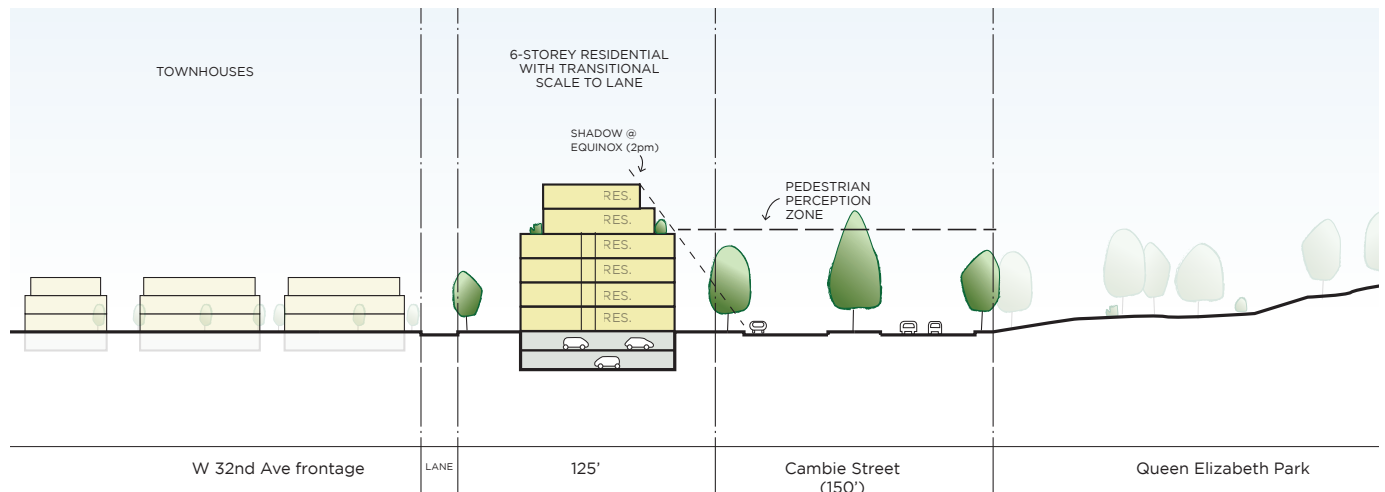 TOWNHOUSES
6-STOREY RESIDENTIAL
WITH TRANSITIONAL
SCALE TO LANE
SHADOW @
EQUINOX (2pm)
PEDESTRIAN
PERCEPTION
ZONE
RES.
RES.
RES.
RES.
RES.
RES.
W 32nd Ave frontage
LANE
125'
Cambie Street
(150')
Queen Elizabeth Park